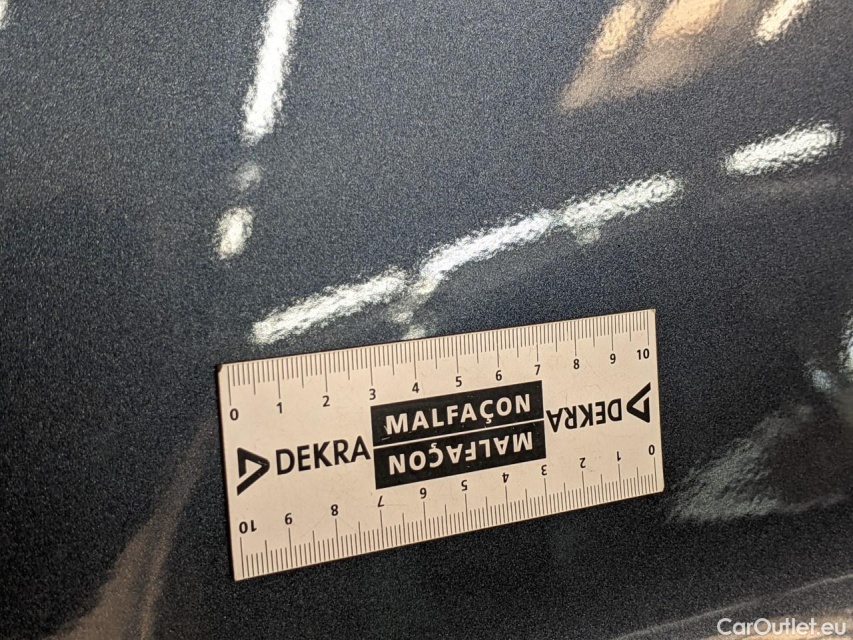 0 1 2 3 4 5 6 7 8 9 10
DEKRA
MALFAÇON
MALFAÇON
DEKRA
10 9 8 7 6 5 4 3 2 1 0
CarOutlet.eu